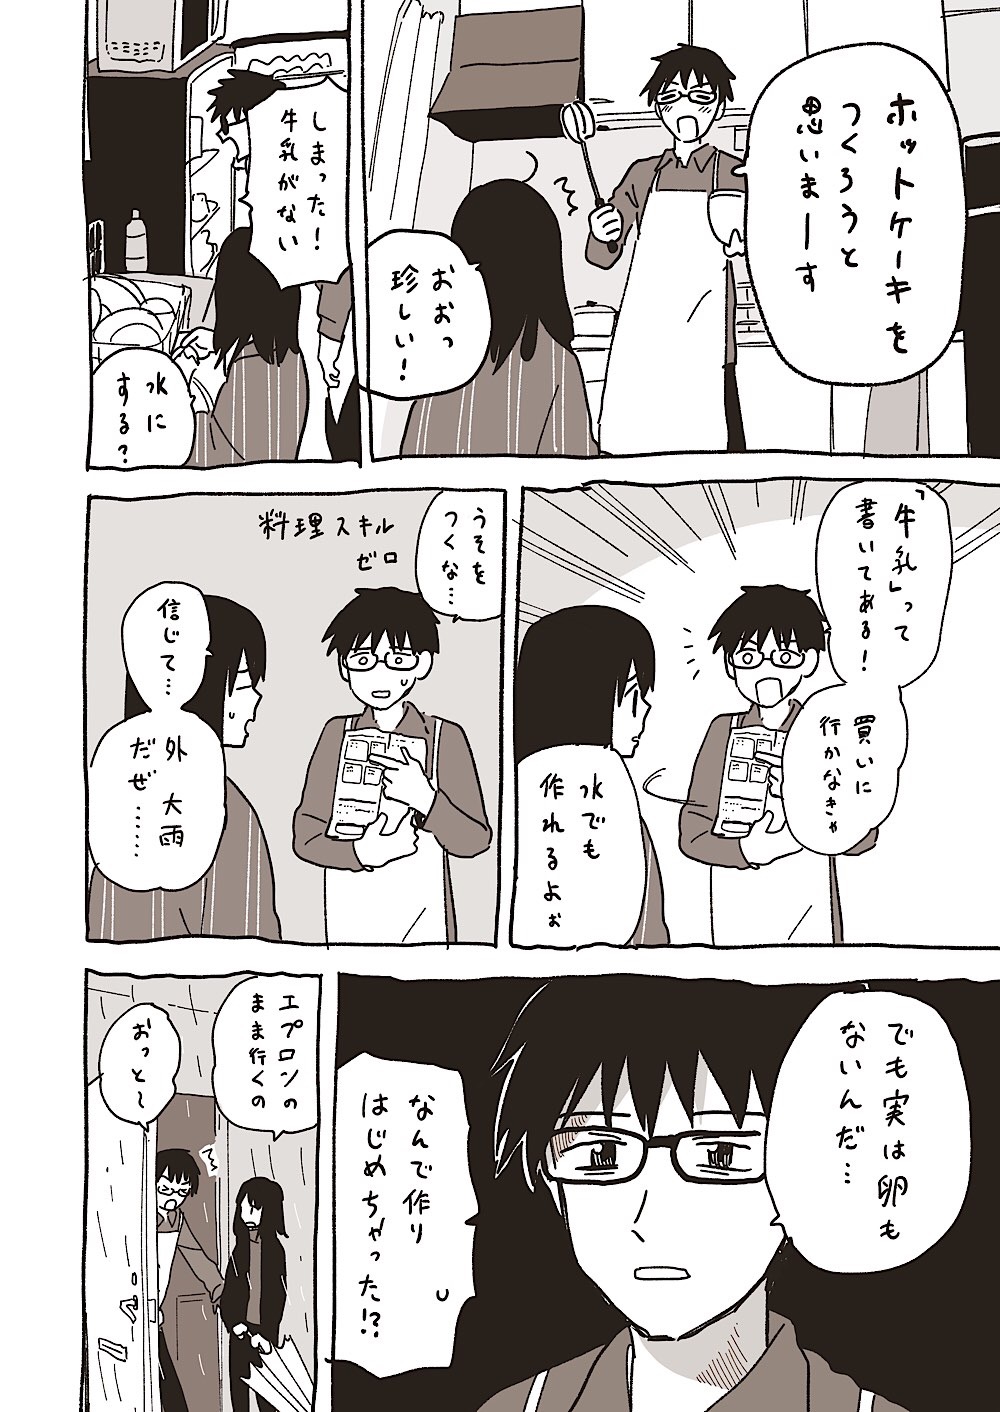 ホットケーキを
つくろうと
思いまーす
おおっ
珍しい!
しまった!
牛乳がない
水に
する?
「牛乳」って
書いてある!
買いに
行かなきゃ
水でも
作れるよぉ
うそを
つくな…
料理スキル
ゼロ
信じて…
外 大雨
だぜ……
でも実は卵も
ないんだ…
なんで作り
はじめちゃった!?
エプロンの
まま行くの
おっと~